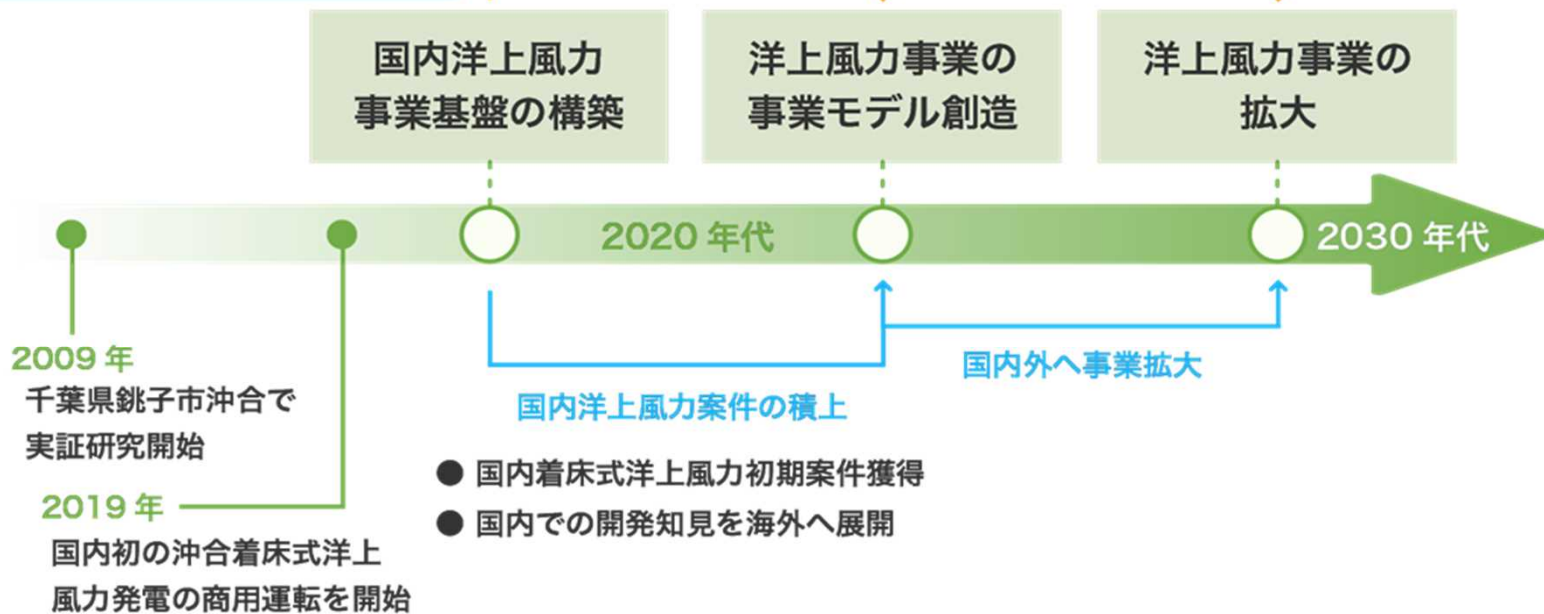 国内洋上風力
事業基盤の構築
洋上風力事業の
事業モデル創造
洋上風力事業の
拡大
2020 年代
2030 年代
2009 年
千葉県銚子市沖合で
実証研究開始
2019 年
国内初の沖合着床式洋上
風力発電の商用運転を開始
国内洋上風力案件の積上
● 国内着床式洋上風力初期案件獲得
● 国内での開発知見を海外へ展開
国内外へ事業拡大